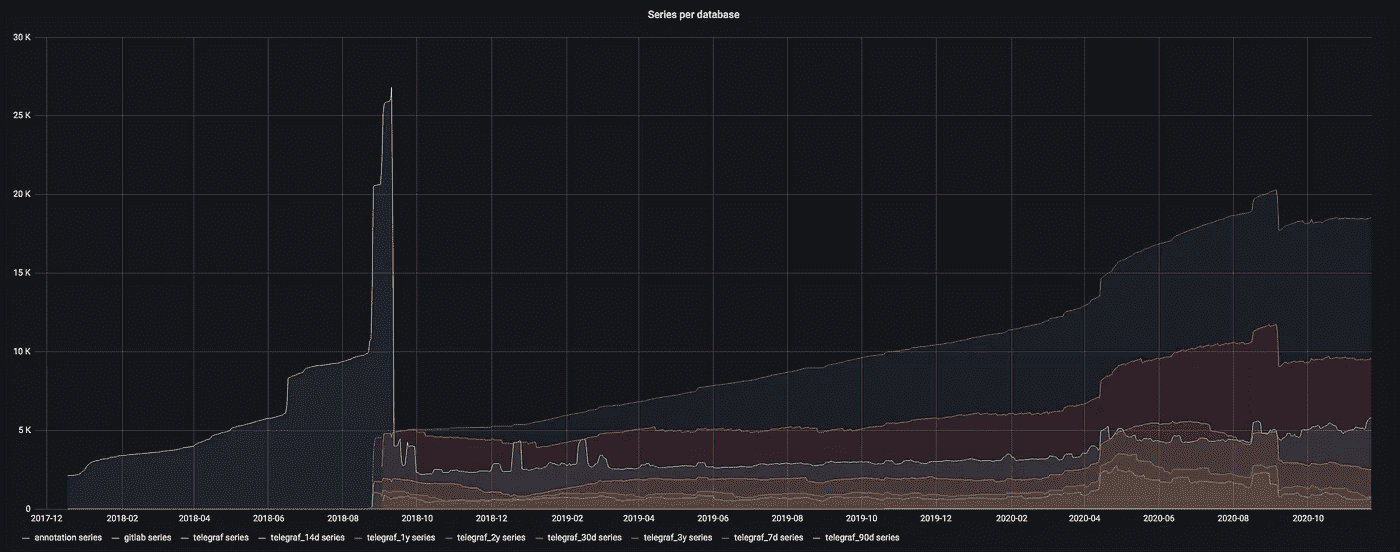 Series per database
30 K
25 K
20 K
15 K
10 K
5 K
0
2017-12 2018-02 2018-04 2018-06 2018-08 2018-10 2018-12 2019-02 2019-04 2019-06 2019-08 2019-10 2019-12 2020-02 2020-04 2020-06 2020-08 2020-10
annotation series gitlab series telegraf series telegraf_14d series telegraf_1y series telegraf_2y series telegraf_30d series telegraf_3y series telegraf_7d series telegraf_90d series